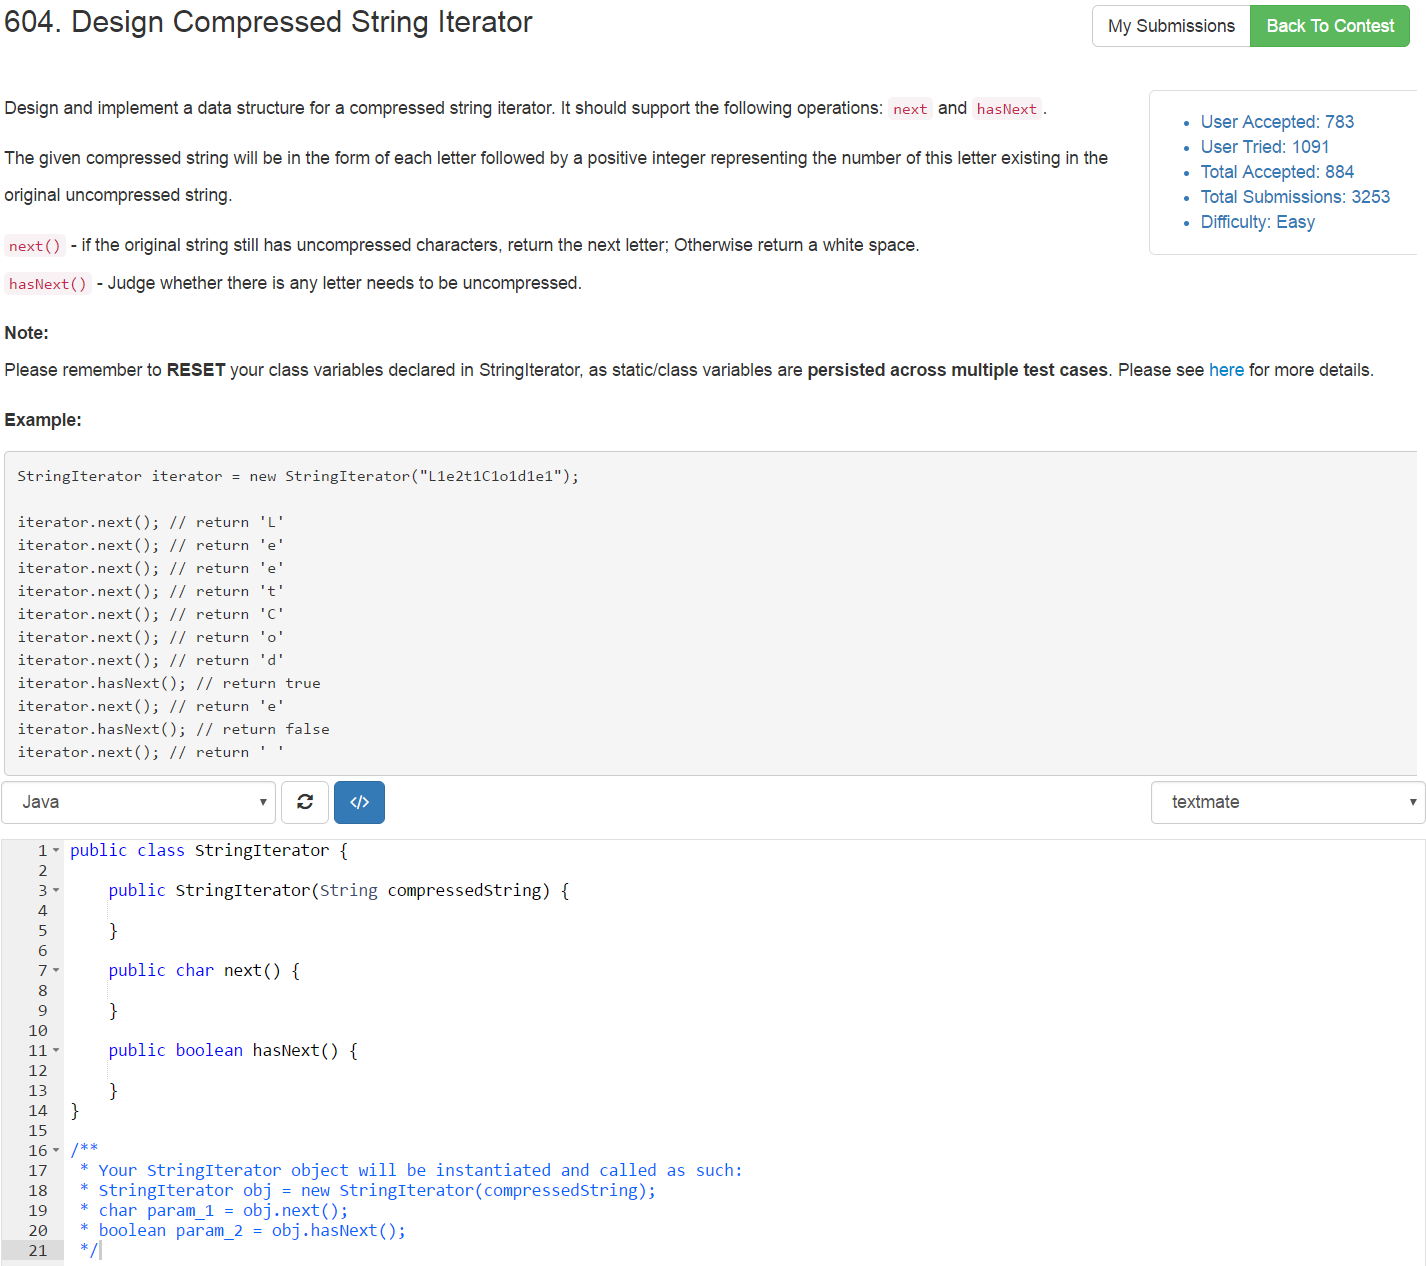 604. Design Compressed String Iterator
My Submissions
Back To Contest
Design and implement a data structure for a compressed string iterator. It should support the following operations: next and hasNext.
The given compressed string will be in the form of each letter followed by a positive integer representing the number of this letter existing in the
original uncompressed string.
next() - if the original string still has uncompressed characters, return the next letter; Otherwise return a white space.
hasNext() - Judge whether there is any letter needs to be uncompressed.
User Accepted: 783
User Tried: 1091
Total Accepted: 884
Total Submissions: 3253
Difficulty: Easy
Note:
Please remember to RESET your class variables declared in StringIterator, as static/class variables are persisted across multiple test cases. Please see here for more details.
Example:
StringIterator iterator = new StringIterator("L1e2t1C1o1d1e1");
iterator.next(); // return 'L'
iterator.next(); // return 'e'
iterator.next(); // return 'e'
iterator.next(); // return 't'
iterator.next(); // return 'C'
iterator.next(); // return 'o'
iterator.next(); // return 'd'
iterator.hasNext(); // return true
iterator.next(); // return 'e'
iterator.hasNext(); // return false
iterator.next(); // return ' '
Java
</>
textmate
1 public class StringIterator {
2
3 public StringIterator(String compressedString) {
4
5 }
6
7 public char next() {
8
9 }
10
11 public boolean hasNext() {
12
13 }
14 }
15
16 /**
17 * Your StringIterator object will be instantiated and called as such:
18 * StringIterator obj = new StringIterator(compressedString);
19 * char param_1 = obj.next();
20 * boolean param_2 = obj.hasNext();
21 */